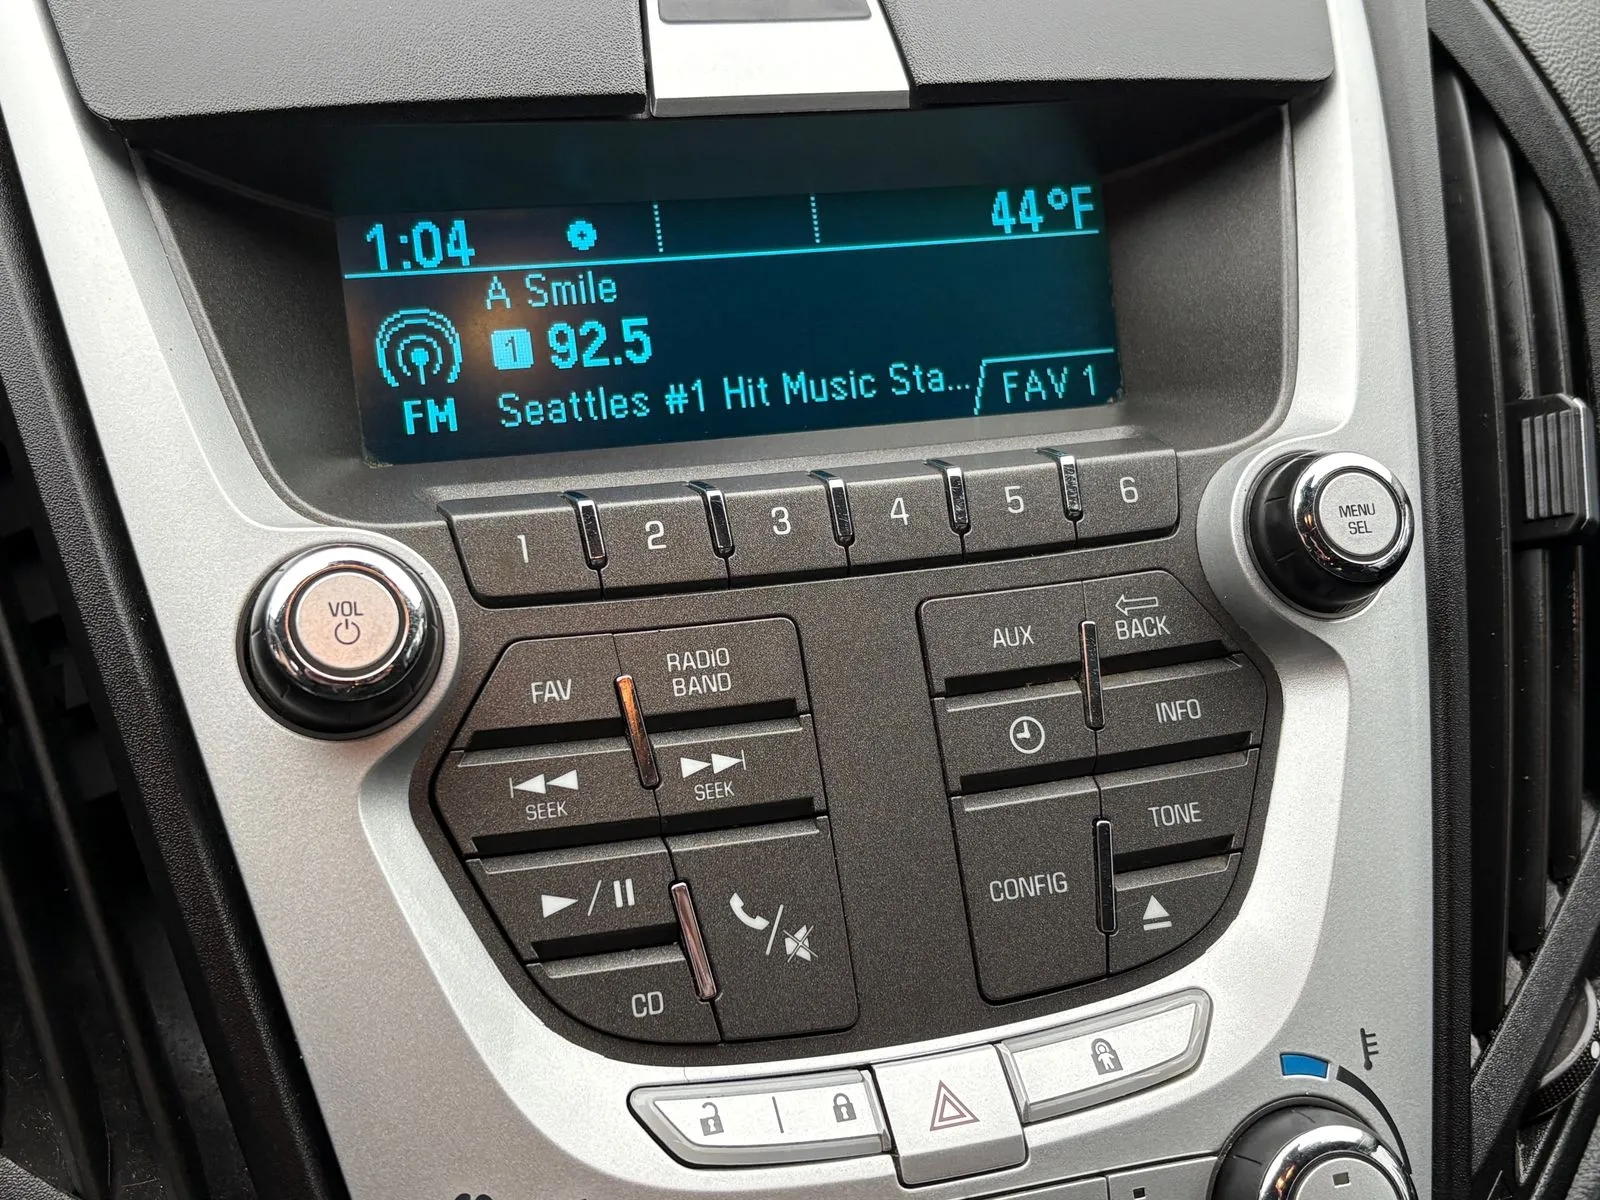 1:04
44°F
A Smile
1 92.5
FM
Seattles #1 Hit Music Sta...
FAV 1
1
2
3
4
5
6
VOL
MENU
SEL
FAV
RADIO
BAND
SEEK
SEEK
CD
AUX
BACK
INFO
TONE
CONFIG